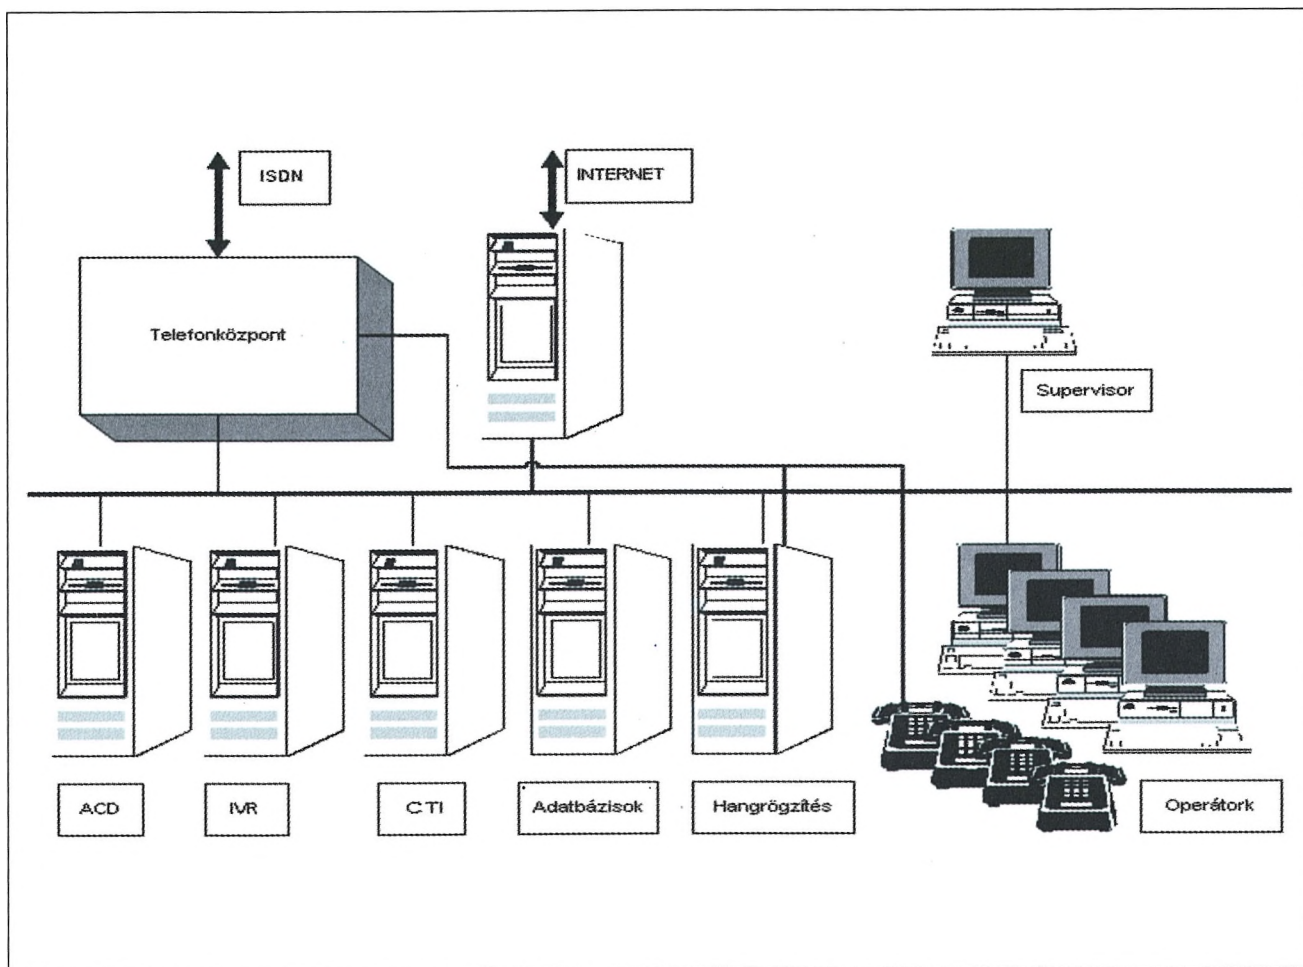 ISDN
INTERNET
Telefonközpont
Supervisor
ACD
IVR
CTI
Adatbázisok
Hangrögzítés
Operátork